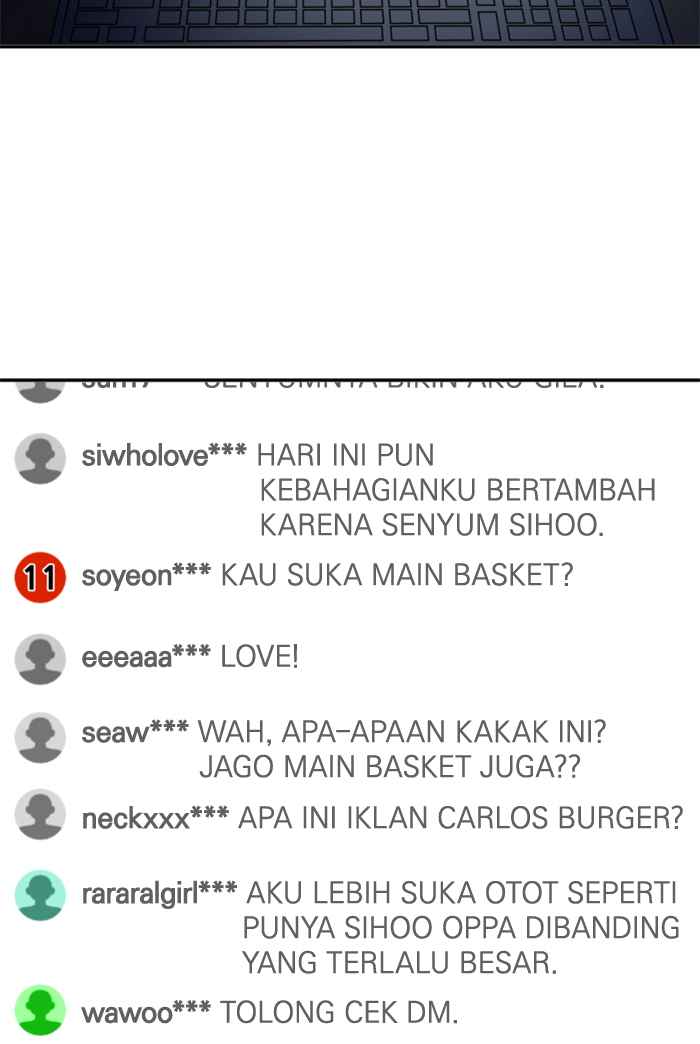 siwholove*** HARI INI PUN
KEBAHAGIANKU BERTAMBAH
KARENA SENYUM SIHOO.
11 soyeon*** KAU SUKA MAIN BASKET?
eeeaaa*** LOVE!
seaw*** WAH, APA-APAAN KAKAK INI?
JAGO MAIN BASKET JUGA??
neckxxx*** APA INI IKLAN CARLOS BURGER?
rararalgirl*** AKU LEBIH SUKA OTOT SEPERTI
PUNYA SIHOO OPPA DIBANDING
YANG TERLALU BESAR.
wawoo*** TOLONG CEK DM.